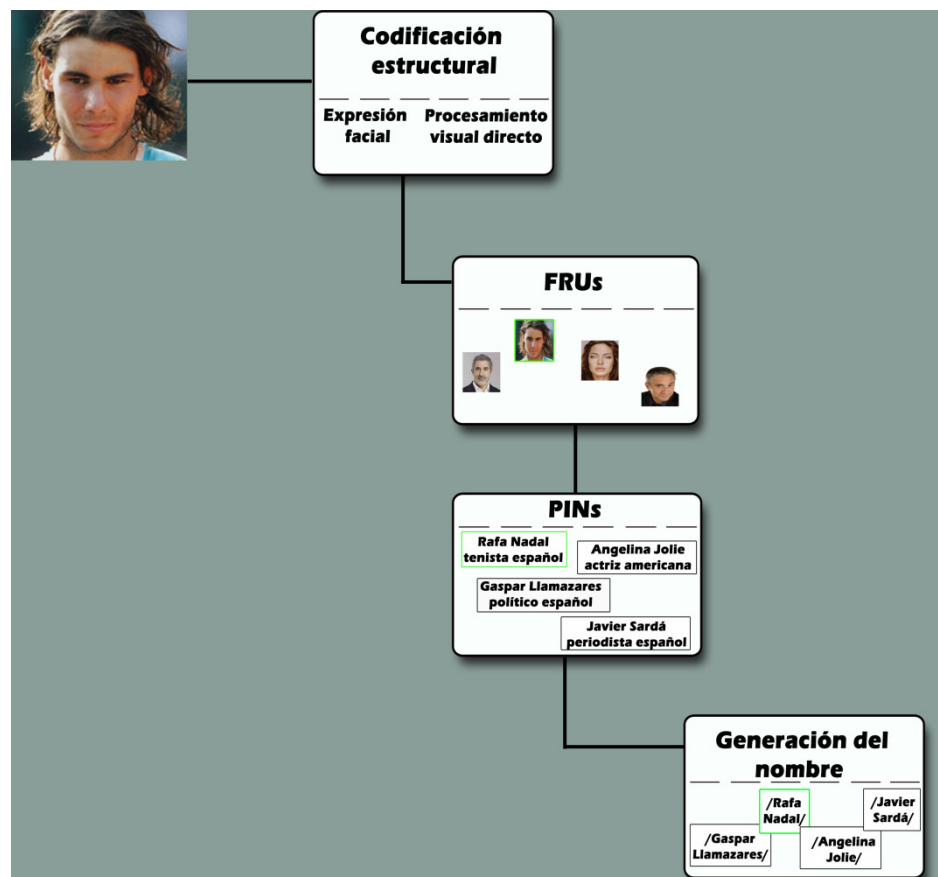 Codificación
estructural
Expresión
facial
Procesamiento
visual directo
FRUs
PINs
Rafa Nadal
tenista español
Angelina Jolie
actriz americana
Gaspar Llamazares
político español
Javier Sardá
periodista español
Generación del
nombre
/Rafa
Nadal/
/Javier
Sardá/
/Gaspar
Llamazares/
/Angelina
Jolie/